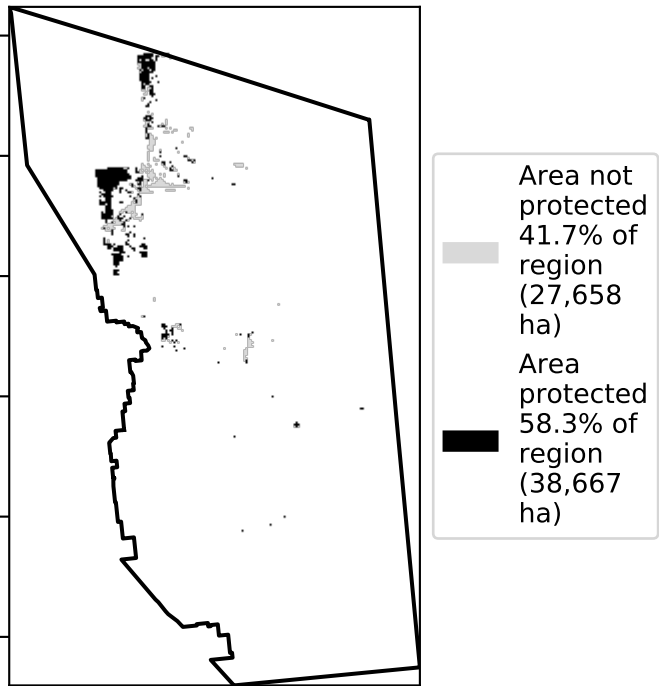 Area not
protected
41.7% of
region
(27,658
ha)
Area
protected
58.3% of
region
(38,667
ha)